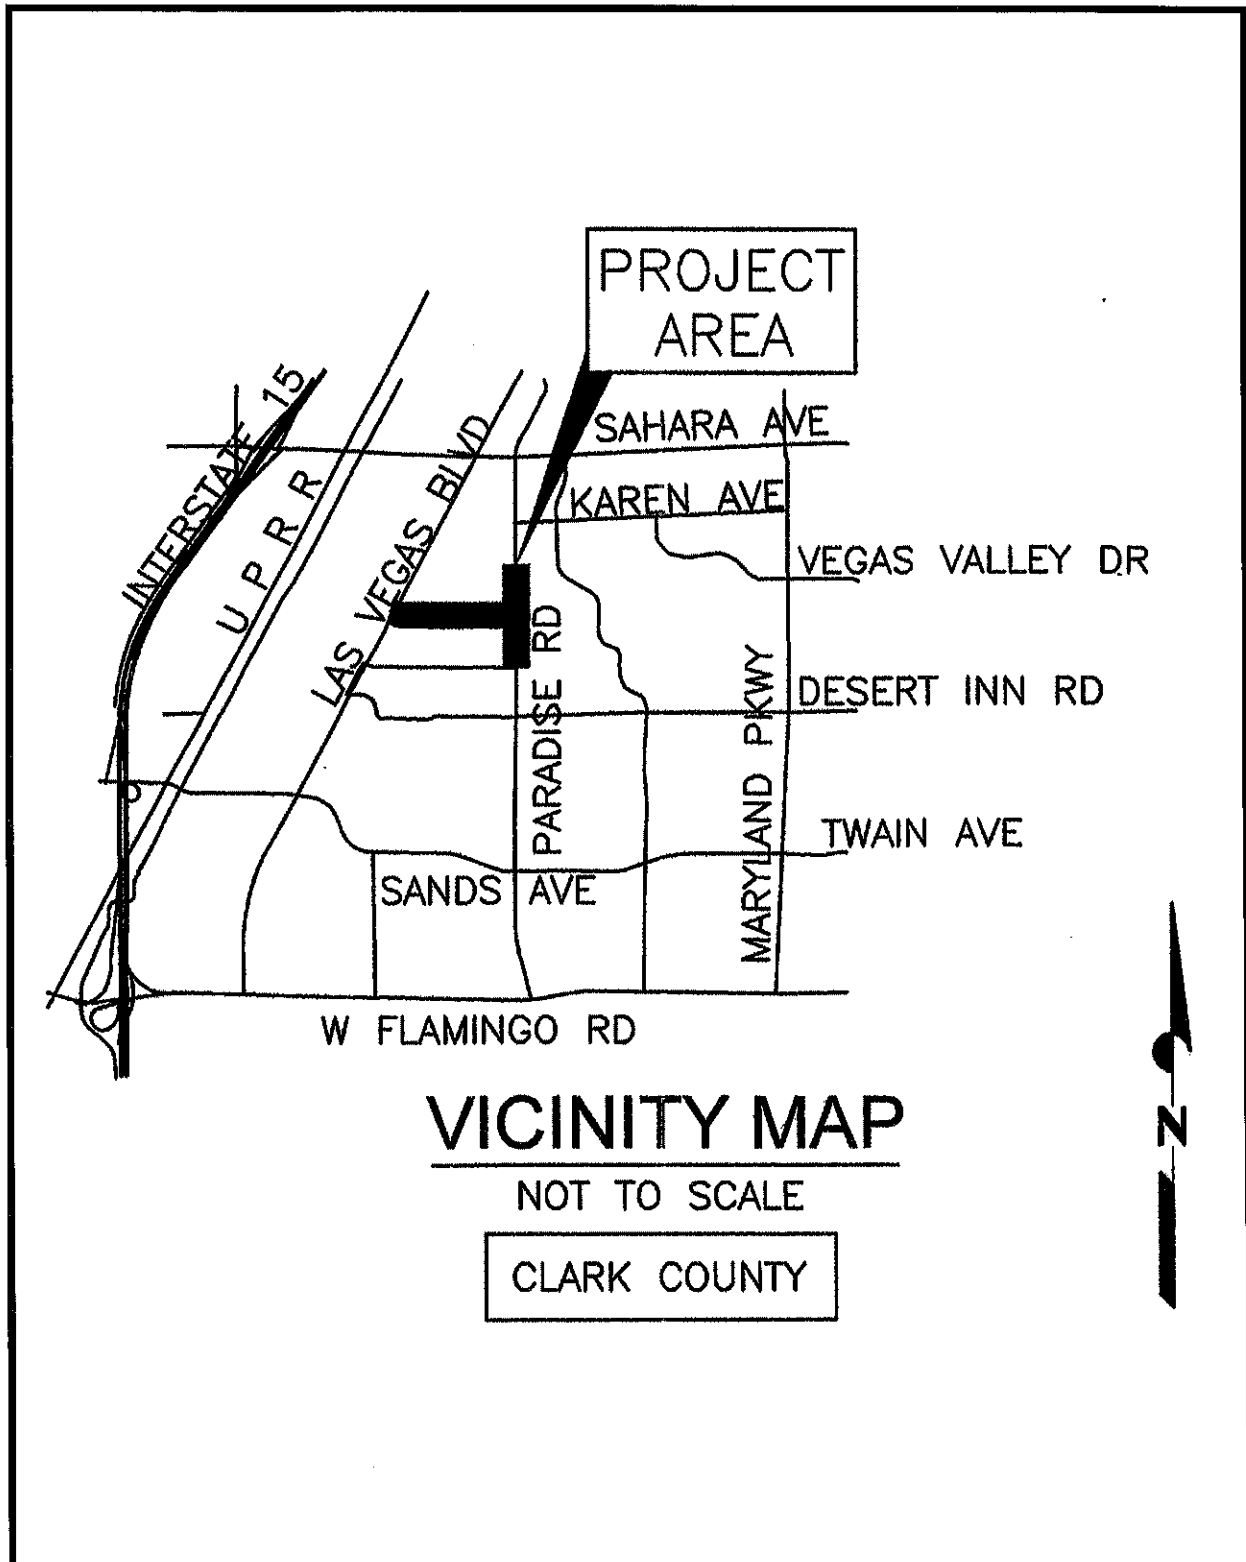 PROJECT
AREA
INTERSTATE 15
U P R R
LAS VEGAS BLVD
SAHARA AVE
KAREN AVE
VEGAS VALLEY DR
PARADISE RD
DESERT INN RD
MARYLAND PKWY
TWAIN AVE
SANDS AVE
W FLAMINGO RD
N
VICINITY MAP
NOT TO SCALE
CLARK COUNTY